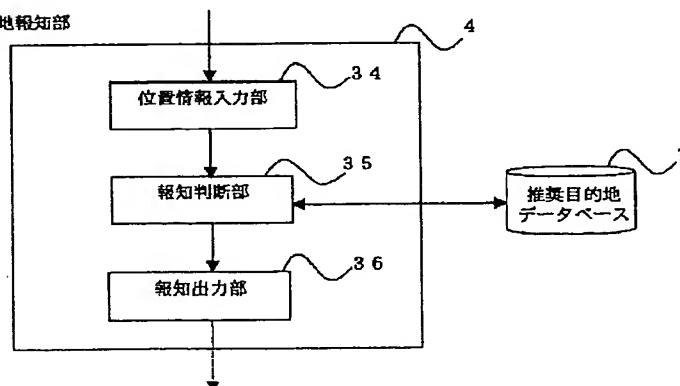 地報知部
4
34
位置情報入力部
35
報知判断部
推奨目的地
データベース
36
報知出力部